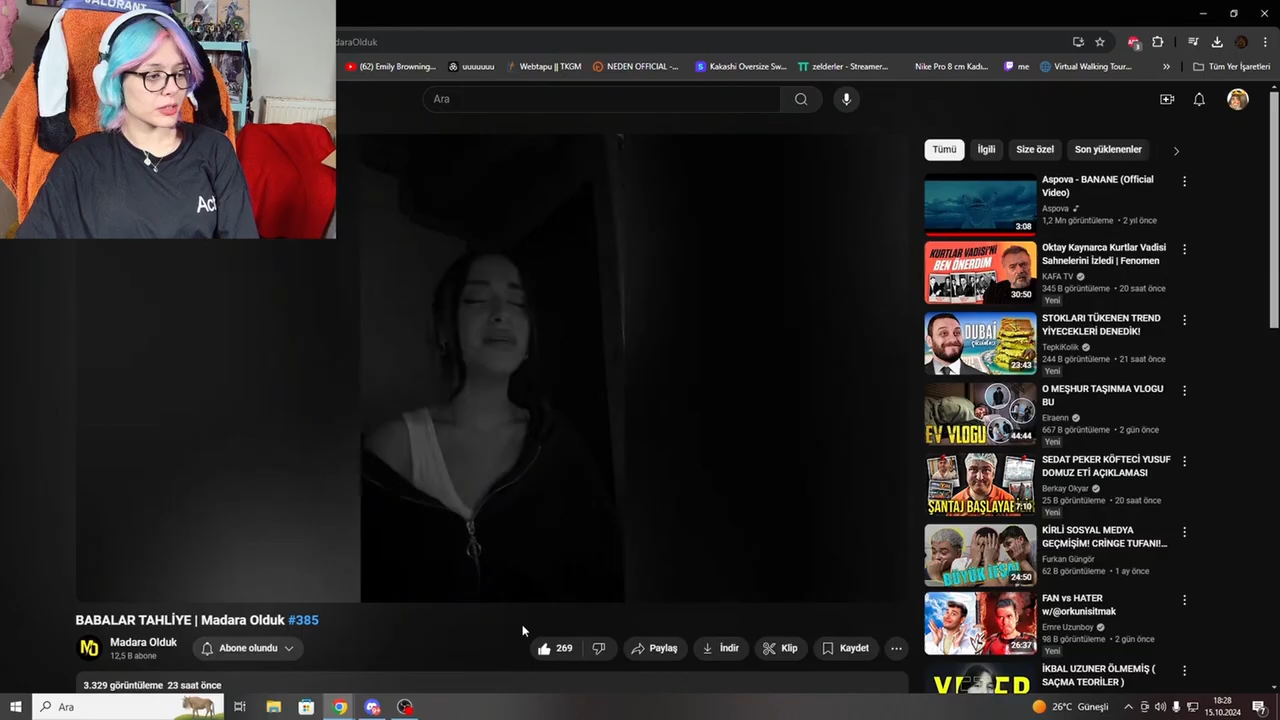 VALORANT
Act
daraOlduk
(62) Emily Browning...
uuuuuuu
Webtapu || TKGM
NEDEN OFFICIAL -...
Kakashi Oversize Sw...
zelderler - Streamer...
Nike Pro 8 cm Kadı...
me
Virtual Walking Tour...
Tüm Yer İşaretleri
Ara
Tümü
İlgili
Size özel
Son yüklenenler
3:08
Aspova - BANANE (Official
Video)
Aspova
1,2 Mn görüntüleme • 2 yıl önce
KURTLAR VADİSİ'Nİ
BEN ÖNERDİM
30:50
Oktay Kaynarca Kurtlar Vadisi
Sahnelerini İzledi | Fenomen
KAFA TV
345 B görüntüleme • 20 saat önce
Yeni
DUBAİ
23:43
STOKLARI TÜKENEN TREND
YİYECEKLERİ DENEDİK!
TepkiKolik
244 B görüntüleme • 21 saat önce
Yeni
EV VLOGU
44:44
O MEŞHUR TAŞINMA VLOGU
BU
Elraenn
667 B görüntüleme • 2 gün önce
Yeni
ŞANTAJ BAŞLAYA
7:10
SEDAT PEKER KÖFTECİ YUSUF
DOMUZ ETİ AÇIKLAMASI
Berkay Okyar
25 B görüntüleme • 20 saat önce
Yeni
BÜYÜK İFŞA
24:50
KİRLİ SOSYAL MEDYA
GEÇMİŞİM! CRİNGE TUFANI!...
Furkan Güngör
62 B görüntüleme • 1 ay önce
26:37
FAN vs HATER
w/@orkunisitmak
Emre Uzunboy
98 B görüntüleme • 2 gün önce
Yeni
İKBAL UZUNER ÖLMEMİŞ (
SAÇMA TEORİLER )
BABALAR TAHLİYE | Madara Olduk #385
Madara Olduk
12,5 B abone
Abone olundu
269
Paylaş
İndir
Klip
Kaydet
3.329 görüntüleme 23 saat önce
Ara
26°C Güneşli
18:28
15.10.2024